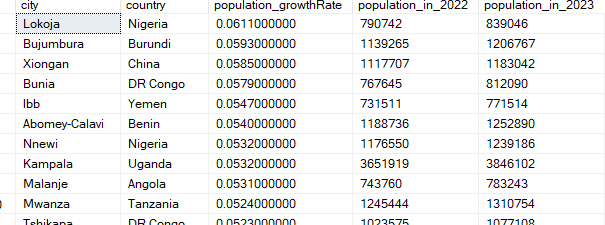 city country population_growthRate population_in_2022 population_in_2023
Lokoja Nigeria 0.0611000000 790742 839046
Bujumbura Burundi 0.0593000000 1139265 1206767
Xiongan China 0.0585000000 1117707 1183042
Bunia DR Congo 0.0579000000 767645 812090
Ibb Yemen 0.0547000000 731511 771514
Abomey-Calavi Benin 0.0540000000 1188736 1252890
Nnewi Nigeria 0.0532000000 1176550 1239186
Kampala Uganda 0.0532000000 3651919 3846102
Malanje Angola 0.0531000000 743760 783243
Mwanza Tanzania 0.0524000000 1245444 1310754
Tshikapa DR Congo 0.0523000000 1023575 1077108